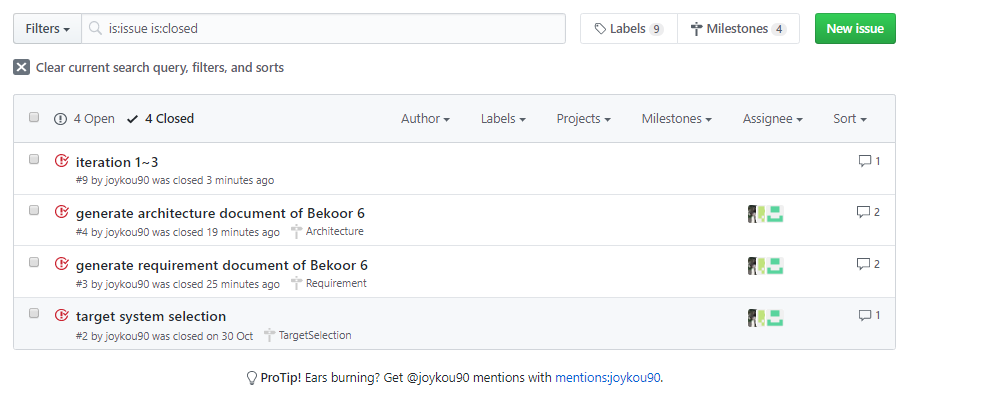 Filters is:issue is:closed Labels 9 Milestones 4 New issue
Clear current search query, filters, and sorts
4 Open 4 Closed Author Labels Projects Milestones Assignee Sort
iteration 1~3 1
#9 by joykou90 was closed 3 minutes ago
generate architecture document of Bekoor 6 2
#4 by joykou90 was closed 19 minutes ago Architecture
generate requirement document of Bekoor 6 2
#3 by joykou90 was closed 25 minutes ago Requirement
target system selection 1
#2 by joykou90 was closed on 30 Oct TargetSelection
ProTip! Ears burning? Get @joykou90 mentions with mentions:joykou90.